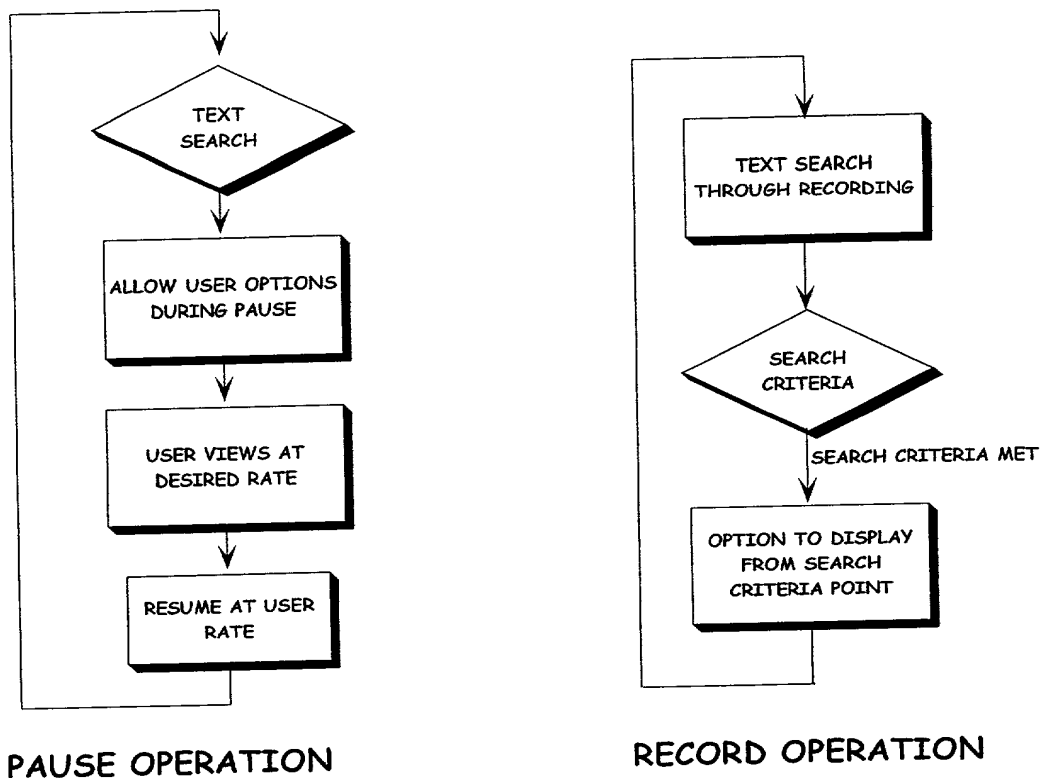 TEXT
SEARCH
ALLOW USER OPTIONS
DURING PAUSE
USER VIEWS AT
DESIRED RATE
RESUME AT USER
RATE
PAUSE OPERATION
TEXT SEARCH
THROUGH RECORDING
SEARCH
CRITERIA
SEARCH CRITERIA MET
OPTION TO DISPLAY
FROM SEARCH
CRITERIA POINT
RECORD OPERATION